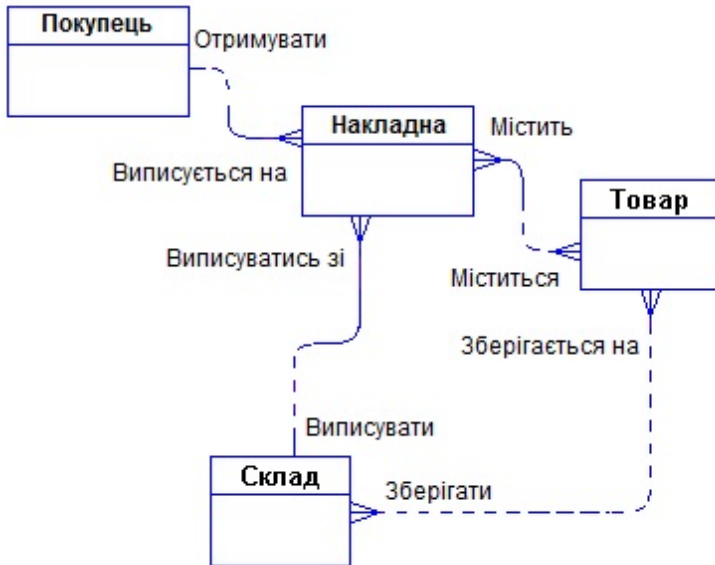 Покупець
Отримувати
Накладна
Містить
Виписується на
Товар
Виписуватись зі
Міститься
Зберігається на
Виписувати
Склад
Зберігати